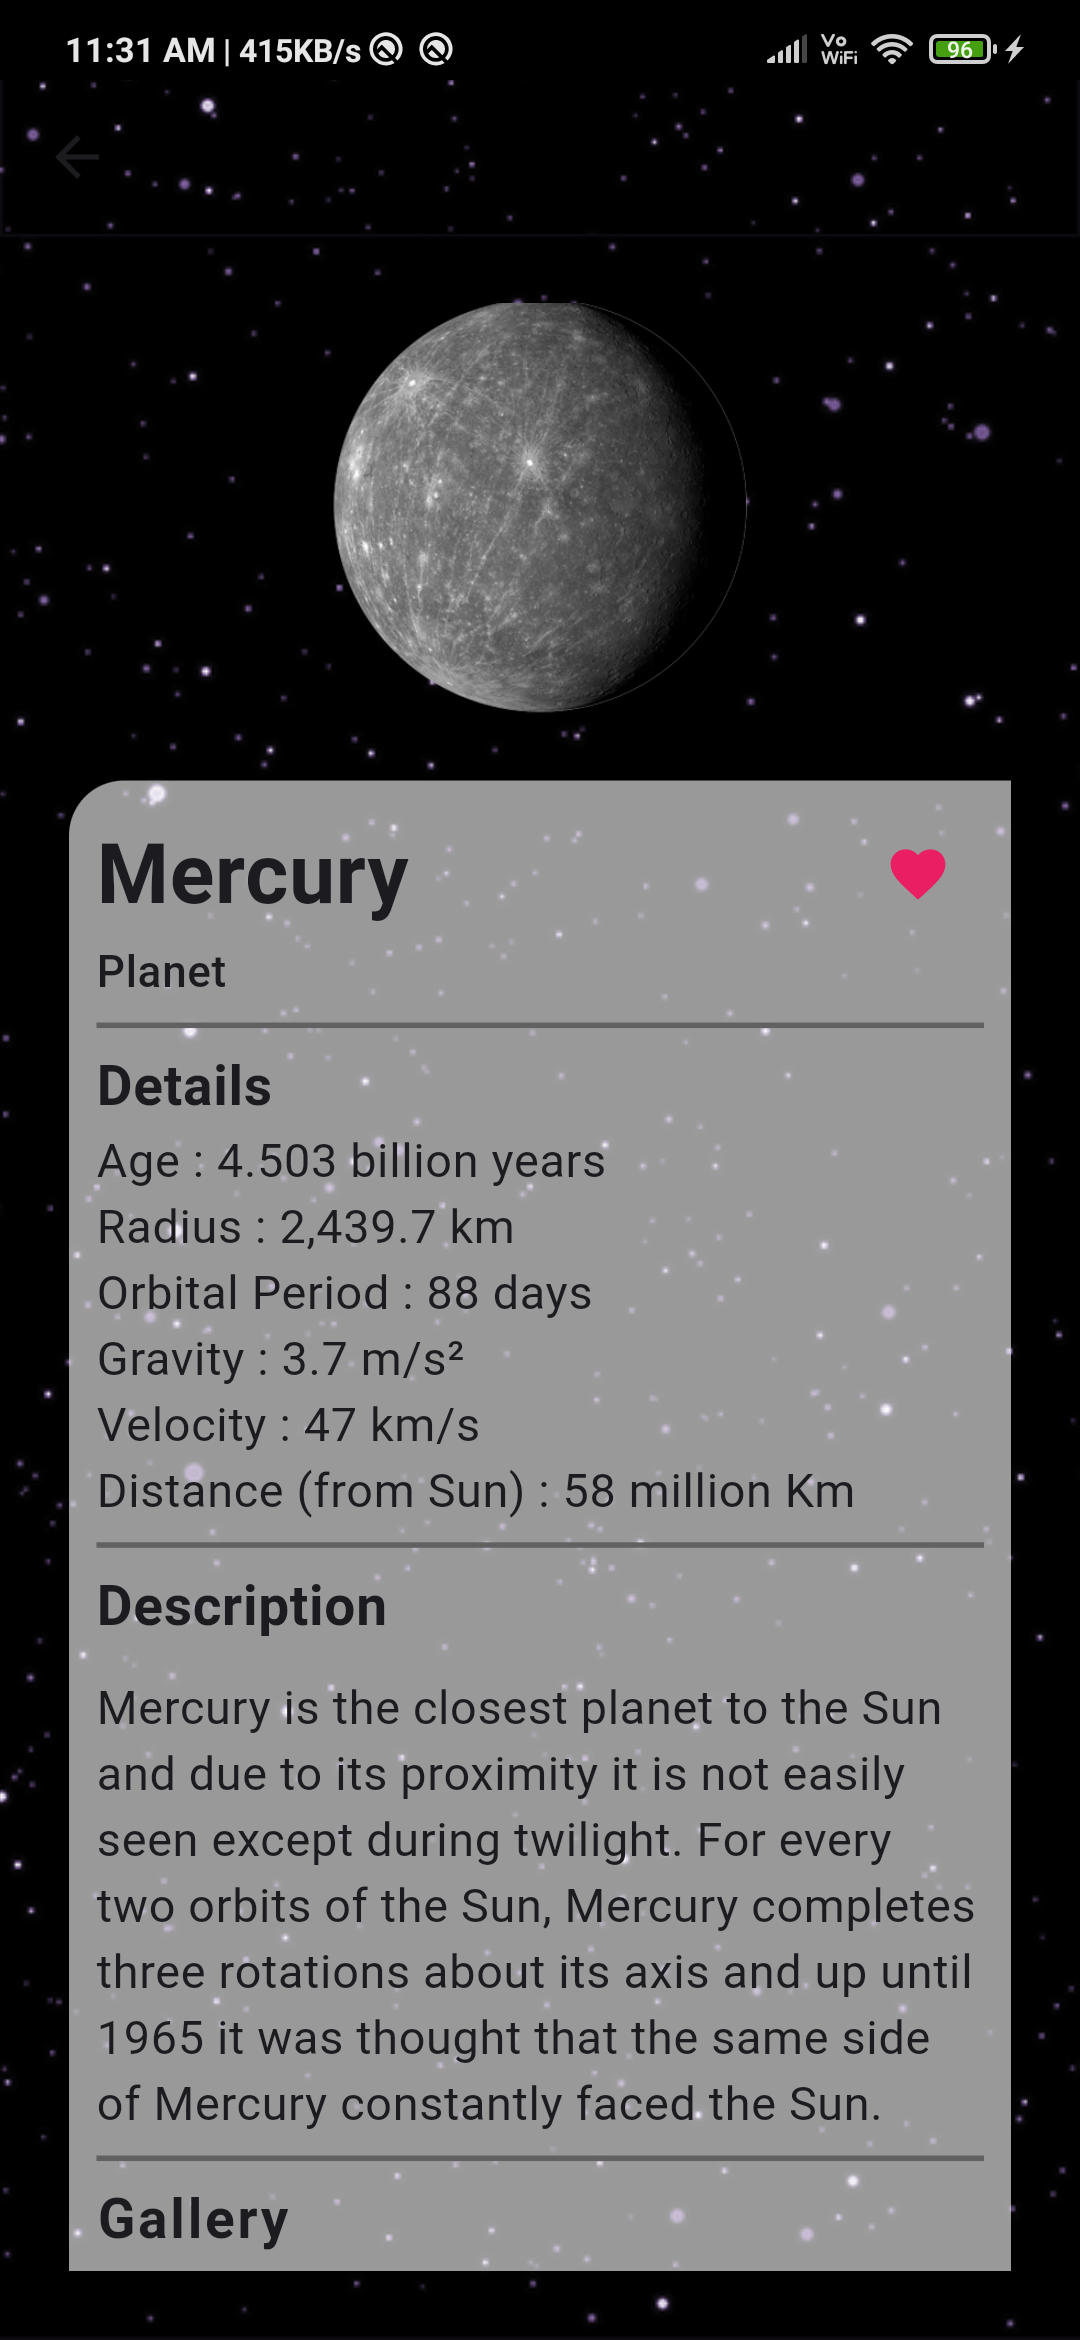 11:31 AM | 415KB/s
Vo
WiFi
96
Mercury
Planet
Details
Age : 4.503 billion years
Radius : 2,439.7 km
Orbital Period : 88 days
Gravity : 3.7 m/s²
Velocity : 47 km/s
Distance (from Sun) : 58 million Km
Description
Mercury is the closest planet to the Sun
and due to its proximity it is not easily
seen except during twilight. For every
two orbits of the Sun, Mercury completes
three rotations about its axis and up until
1965 it was thought that the same side
of Mercury constantly faced the Sun.
Gallery